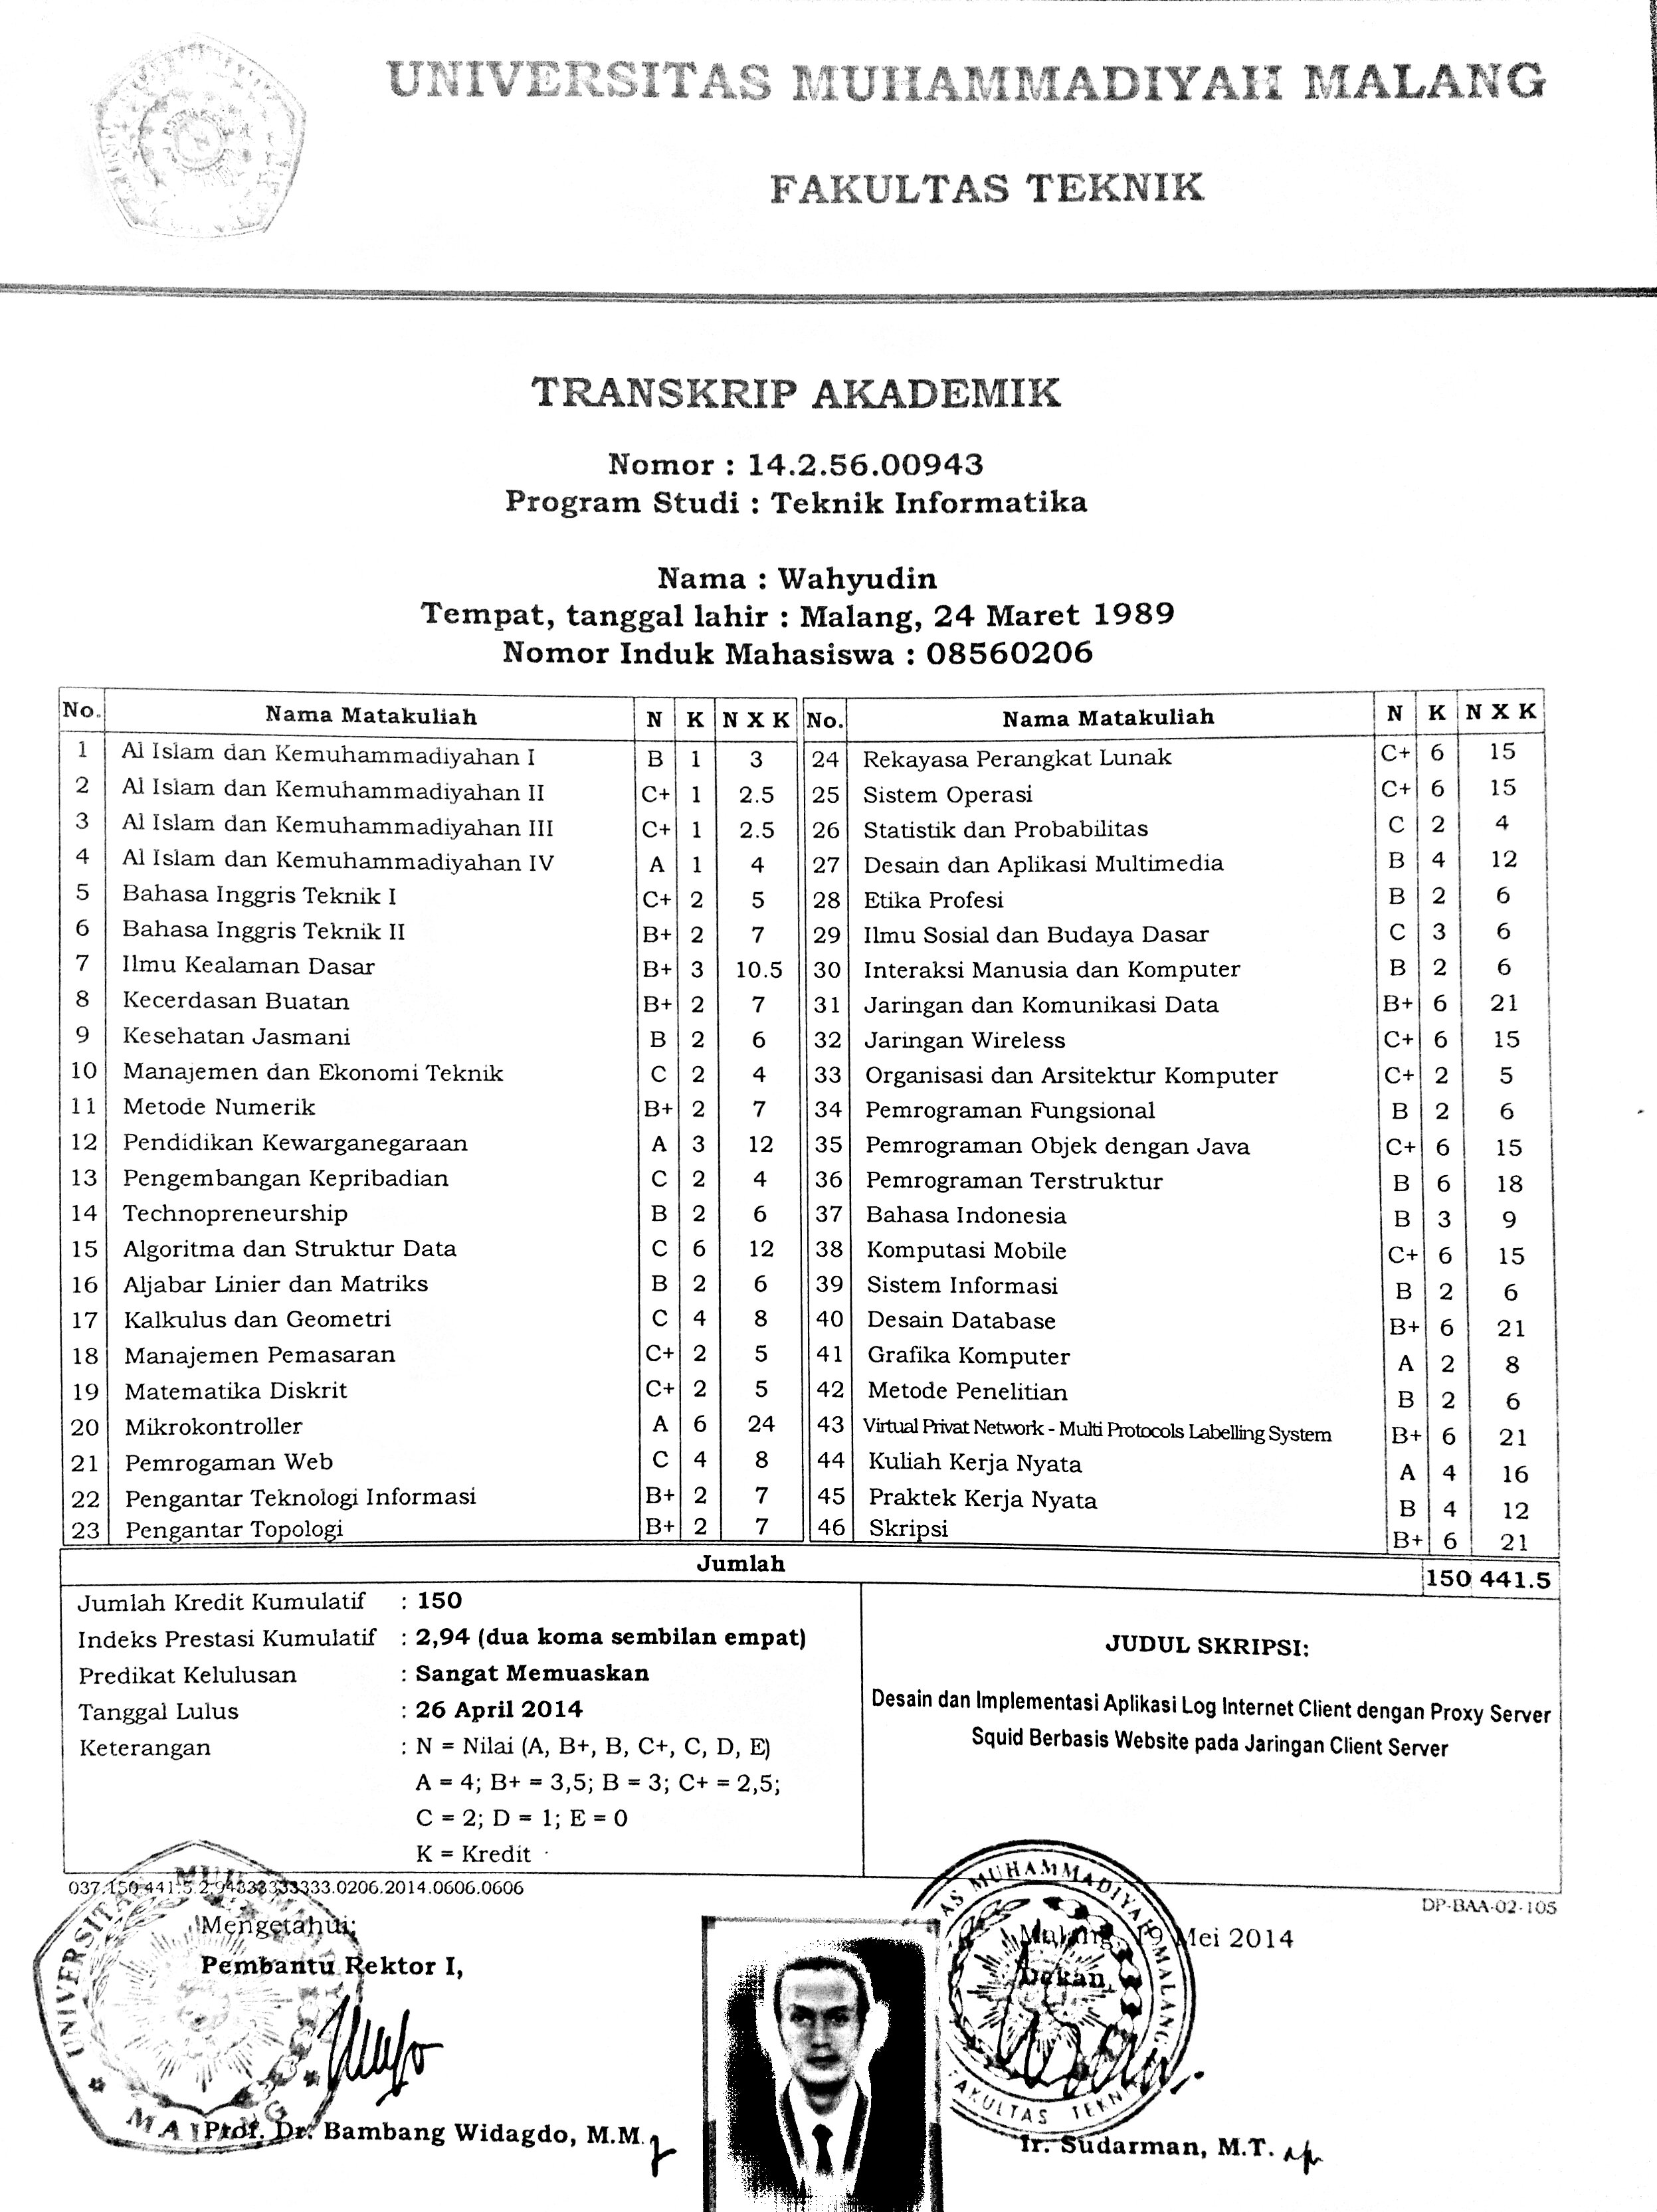 UNIVERSITAS MUHAMMADIYAH MALANG
FAKULTAS TEKNIK
TRANSKRIP AKADEMIK
Nomor : 14.2.56.00943
Program Studi : Teknik Informatika
Nama : Wahyudin
Tempat, tanggal lahir : Malang, 24 Maret 1989
Nomor Induk Mahasiswa : 08560206
No. Nama Matakuliah N K N X K No. Nama Matakuliah N K N X K
1 Al Islam dan Kemuhammadiyahan I B 1 3 24 Rekayasa Perangkat Lunak C+ 6 15
2 Al Islam dan Kemuhammadiyahan II C+ 1 2.5 25 Sistem Operasi C+ 6 15
3 Al Islam dan Kemuhammadiyahan III C+ 1 2.5 26 Statistik dan Probabilitas C 2 4
4 Al Islam dan Kemuhammadiyahan IV A 1 4 27 Desain dan Aplikasi Multimedia B 4 12
5 Bahasa Inggris Teknik I C+ 2 5 28 Etika Profesi B 2 6
6 Bahasa Inggris Teknik II B+ 2 7 29 Ilmu Sosial dan Budaya Dasar C 3 6
7 Ilmu Kealaman Dasar B+ 3 10.5 30 Interaksi Manusia dan Komputer B 2 6
8 Kecerdasan Buatan B+ 2 7 31 Jaringan dan Komunikasi Data B+ 6 21
9 Kesehatan Jasmani B 2 6 32 Jaringan Wireless C+ 6 15
10 Manajemen dan Ekonomi Teknik C 2 4 33 Organisasi dan Arsitektur Komputer C+ 2 5
11 Metode Numerik B+ 2 7 34 Pemrograman Fungsional B 2 6
12 Pendidikan Kewarganegaraan A 3 12 35 Pemrograman Objek dengan Java C+ 6 15
13 Pengembangan Kepribadian C 2 4 36 Pemrograman Terstruktur B 6 18
14 Technopreneurship B 2 6 37 Bahasa Indonesia B 3 9
15 Algoritma dan Struktur Data C 6 12 38 Komputasi Mobile C+ 6 15
16 Aljabar Linier dan Matriks B 2 6 39 Sistem Informasi B 2 6
17 Kalkulus dan Geometri C 4 8 40 Desain Database B+ 6 21
18 Manajemen Pemasaran C+ 2 5 41 Grafika Komputer A 2 8
19 Matematika Diskrit C+ 2 5 42 Metode Penelitian B 2 6
20 Mikrokontroller A 6 24 43 Virtual Privat Network - Multi Protocols Labelling System B+ 6 21
21 Pemrogaman Web C 4 8 44 Kuliah Kerja Nyata A 4 16
22 Pengantar Teknologi Informasi B+ 2 7 45 Praktek Kerja Nyata B 4 12
23 Pengantar Topologi B+ 2 7 46 Skripsi B+ 6 21
Jumlah 150 441.5
Jumlah Kredit Kumulatif : 150
Indeks Prestasi Kumulatif : 2,94 (dua koma sembilan empat)
Predikat Kelulusan : Sangat Memuaskan
Tanggal Lulus : 26 April 2014
Keterangan : N = Nilai (A, B+, B, C+, C, D, E)
A = 4; B+ = 3,5; B = 3; C+ = 2,5;
C = 2; D = 1; E = 0
K = Kredit
JUDUL SKRIPSI:
Desain dan Implementasi Aplikasi Log Internet Client dengan Proxy Server
Squid Berbasis Website pada Jaringan Client Server
037.150.441.5.2.94333333333.0206.2014.0606.0606
DP-BAA-02-105
Mengetahui;
Pembantu Rektor I,
Prof. Dr. Bambang Widagdo, M.M.
Malang, 19 Mei 2014
Dekan,
Ir. Sudarman, M.T.
UNIVERSITAS MALANG
MUHAMMADIYAH MALANG
FAKULTAS TEKNIK